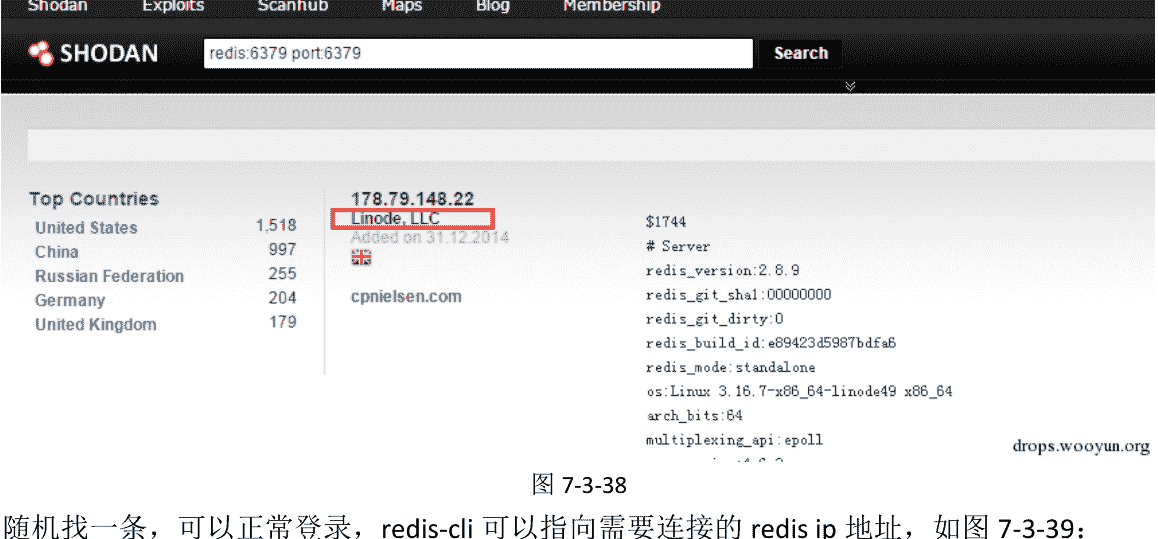 Shodan Exploits Scanhub Maps Blog Membership
SHODAN redis:6379 port:6379 Search
Top Countries
United States 1,518
China 997
Russian Federation 255
Germany 204
United Kingdom 179
178.79.148.22
Linode, LLC
Added on 31.12.2014
cpnielsen.com
$1744
# Server
redis_version:2.8.9
redis_git_sha1:00000000
redis_git_dirty:0
redis_build_id:e89423d5987bdfa6
redis_mode:standalone
os:Linux 3.16.7-x86_64-linode49 x86_64
arch_bits:64
multiplexing_api:epoll
drops.wooyun.org
图 7-3-38
随机找一条，可以正常登录，redis-cli 可以指向需要连接的 redis ip 地址，如图 7-3-39：